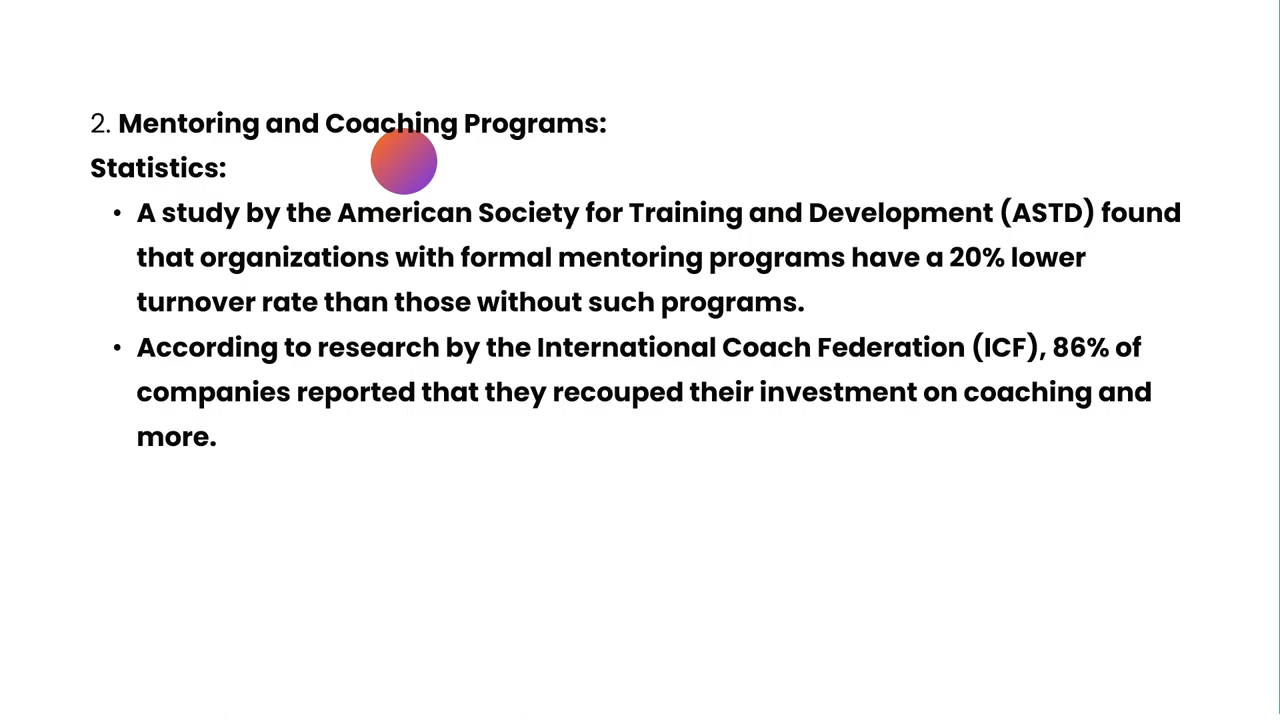 2. Mentoring and Coaching Programs:
Statistics:
• A study by the American Society for Training and Development (ASTD) found
that organizations with formal mentoring programs have a 20% lower
turnover rate than those without such programs.
• According to research by the International Coach Federation (ICF), 86% of
companies reported that they recouped their investment on coaching and
more.